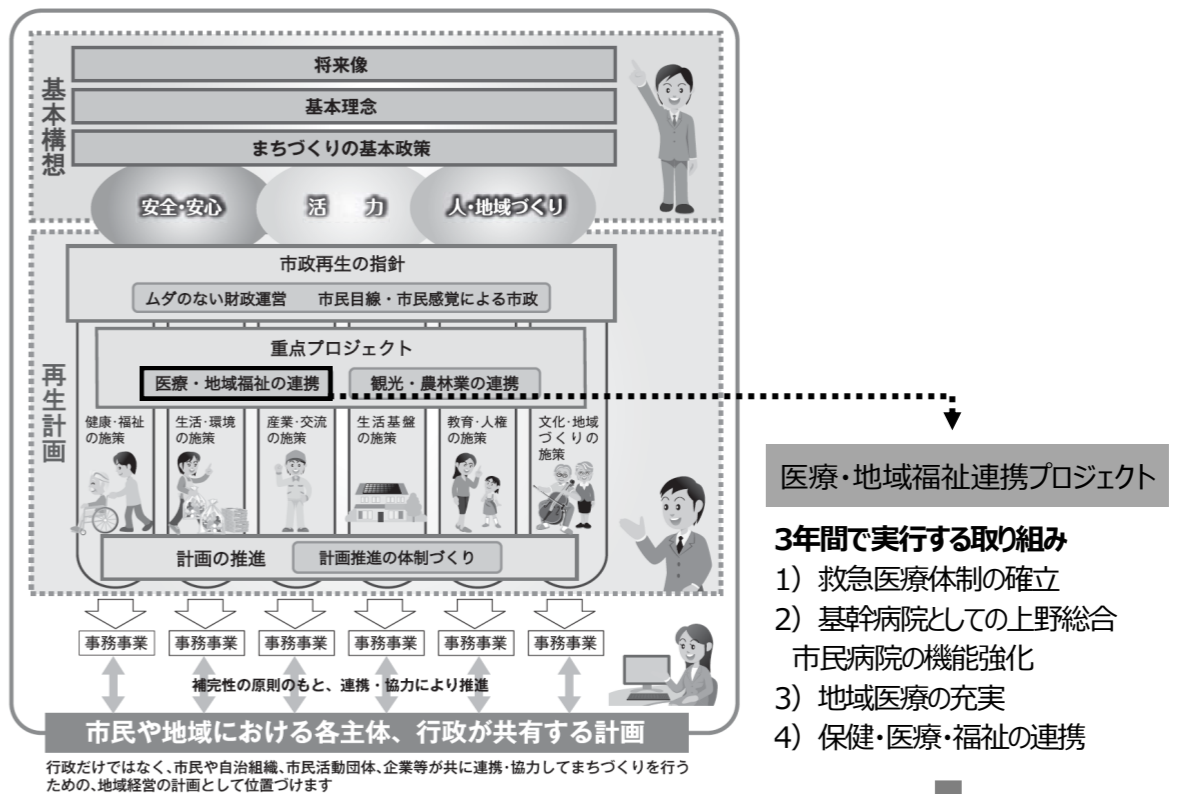 基本構想
将来像
基本理念
まちづくりの基本政策
安全・安心
活 力
人・地域づくり
再生計画
市政再生の指針
ムダのない財政運営 市民目線・市民感覚による市政
重点プロジェクト
医療・地域福祉の連携
観光・農林業の連携
健康・福祉
の施策
生活・環境
の施策
産業・交流
の施策
生活基盤
の施策
教育・人権
の施策
文化・地域
づくりの
施策
計画の推進
計画推進の体制づくり
事務事業
事務事業
事務事業
事務事業
事務事業
事務事業
補完性の原則のもと、連携・協力により推進
市民や地域における各主体、行政が共有する計画
行政だけではなく、市民や自治組織、市民活動団体、企業等が共に連携・協力してまちづくりを行う
ための、地域経営の計画として位置づけます
医療・地域福祉連携プロジェクト
3年間で実行する取り組み
1）救急医療体制の確立
2）基幹病院としての上野総合
市民病院の機能強化
3）地域医療の充実
4）保健・医療・福祉の連携